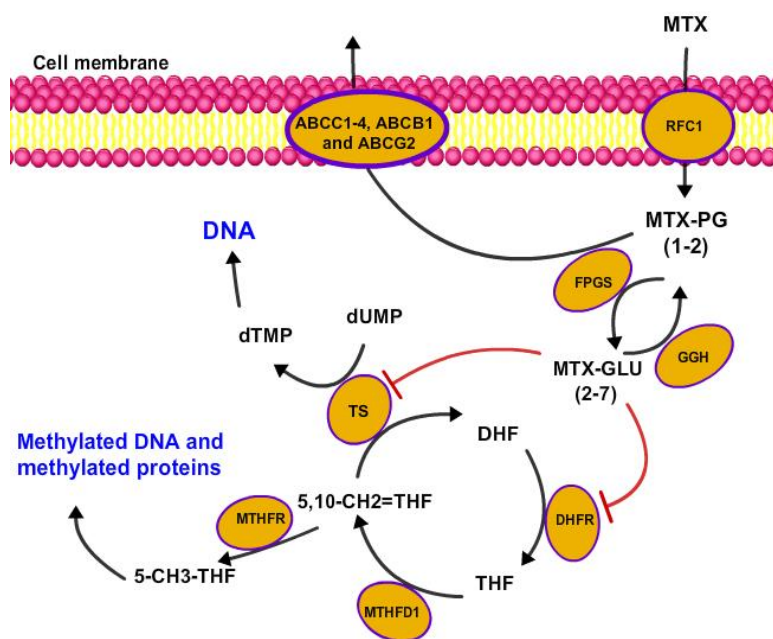 MTX
Cell membrane
ABCC1-4, ABCB1
and ABCG2
RFC1
MTX-PG
(1-2)
DNA
FPGS
dUMP
dTMP
MTX-GLU
(2-7)
GGH
TS
DHF
Methylated DNA and
methylated proteins
5,10-CH2=THF
MTHFR
DHFR
5-CH3-THF
THF
MTHFD1